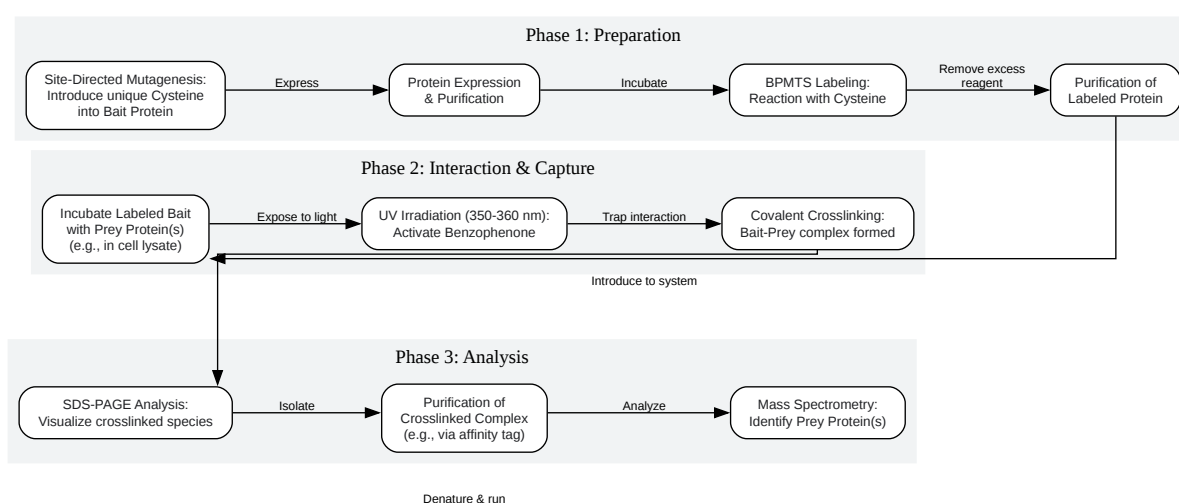 Phase 1: Preparation
Site-Directed Mutagenesis:
Introduce unique Cysteine
into Bait Protein
Express
Protein Expression
& Purification
Incubate
BPMTS Labeling:
Reaction with Cysteine
Remove excess
reagent
Purification of
Labeled Protein
Phase 2: Interaction & Capture
Incubate Labeled Bait
with Prey Protein(s)
(e.g., in cell lysate)
Expose to light
UV Irradiation (350-360 nm):
Activate Benzophenone
Trap interaction
Covalent Crosslinking:
Bait-Prey complex formed
Introduce to system
Phase 3: Analysis
SDS-PAGE Analysis:
Visualize crosslinked species
Isolate
Purification of
Crosslinked Complex
(e.g., via affinity tag)
Analyze
Mass Spectrometry:
Identify Prey Protein(s)
Denature & run